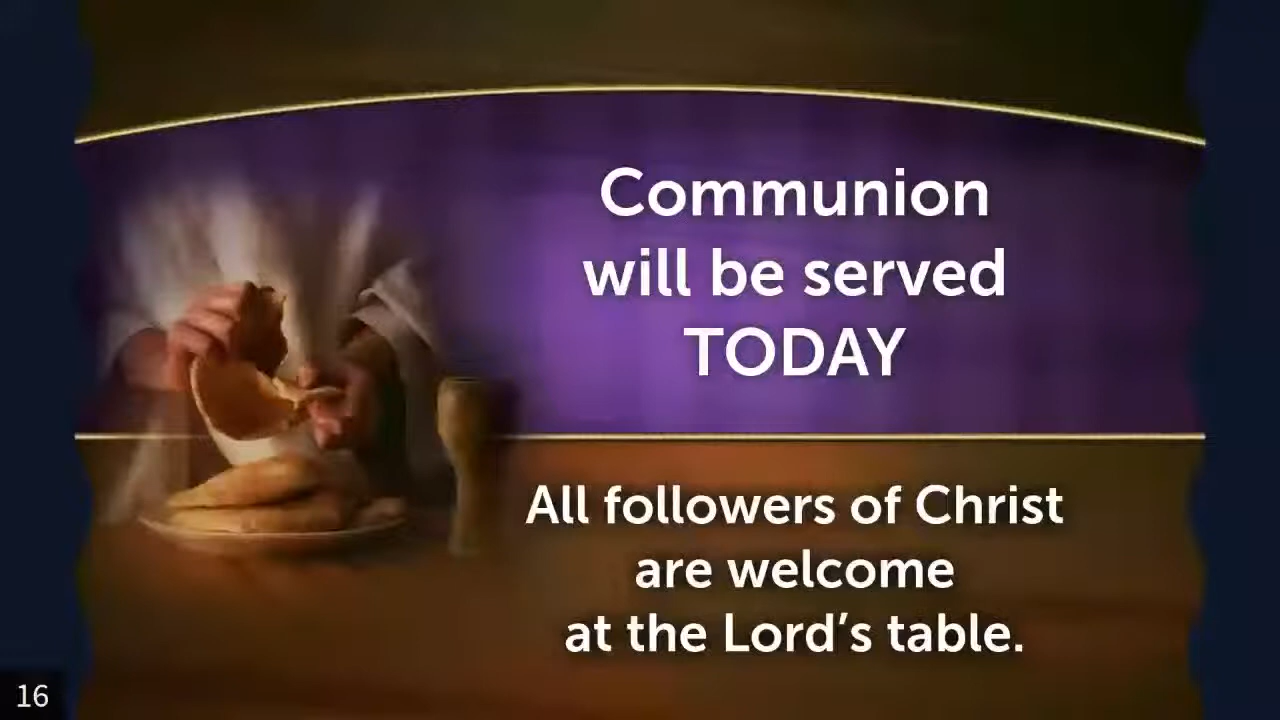 Communion
will be served
TODAY
All followers of Christ
are welcome
at the Lord's table.
16